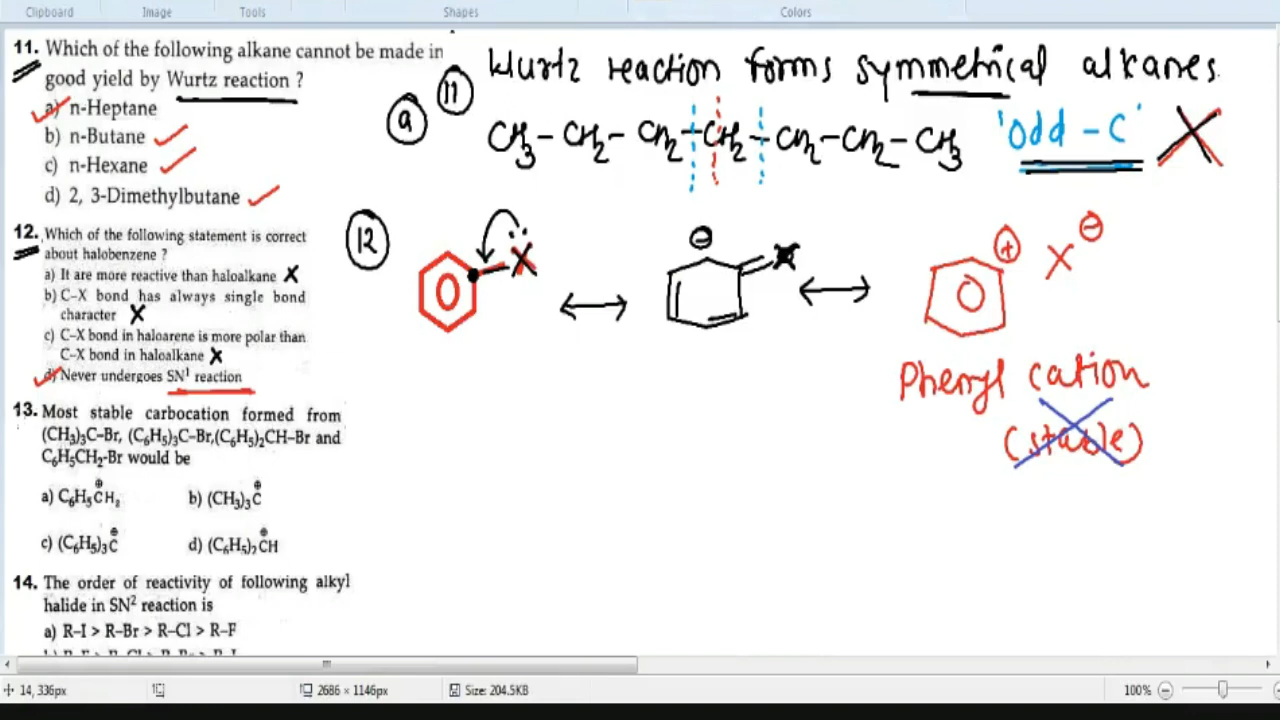 Clipboard Image Tools Shapes Colors
11. Which of the following alkane cannot be made in
good yield by Wurtz reaction ?
a) n-Heptane
b) n-Butane
c) n-Hexane
d) 2, 3-Dimethylbutane
12. Which of the following statement is correct
about halobenzene ?
a) It are more reactive than haloalkane X
b) C–X bond has always single bond
character X
c) C–X bond in haloarene is more polar than
C–X bond in haloalkane X
d) Never undergoes SN¹ reaction
13. Most stable carbocation formed from
(CH₃)₃C–Br, (C₆H₅)₃C–Br,(C₆H₅)₂CH–Br and
C₆H₅CH₂-Br would be
a) C₆H₅C⊕H₂ b) (CH₃)₃C⊕
c) (C₆H₅)₃C⊕ d) (C₆H₅)₂C⊕H
14. The order of reactivity of following alkyl
halide in SN² reaction is
a) R–I > R–Br > R–Cl > R–F
Wurtz reaction forms symmetrical alkanes
11
a CH₃ – CH₂ – CH₂ – CH₂ – CH₂ – CH₂ – CH₃ 'Odd – C' X
12 X ⊖ ⊕ X ⊖
Phenyl cation
(stable)
14, 336px 2686 × 1146px Size: 204.5KB 100%